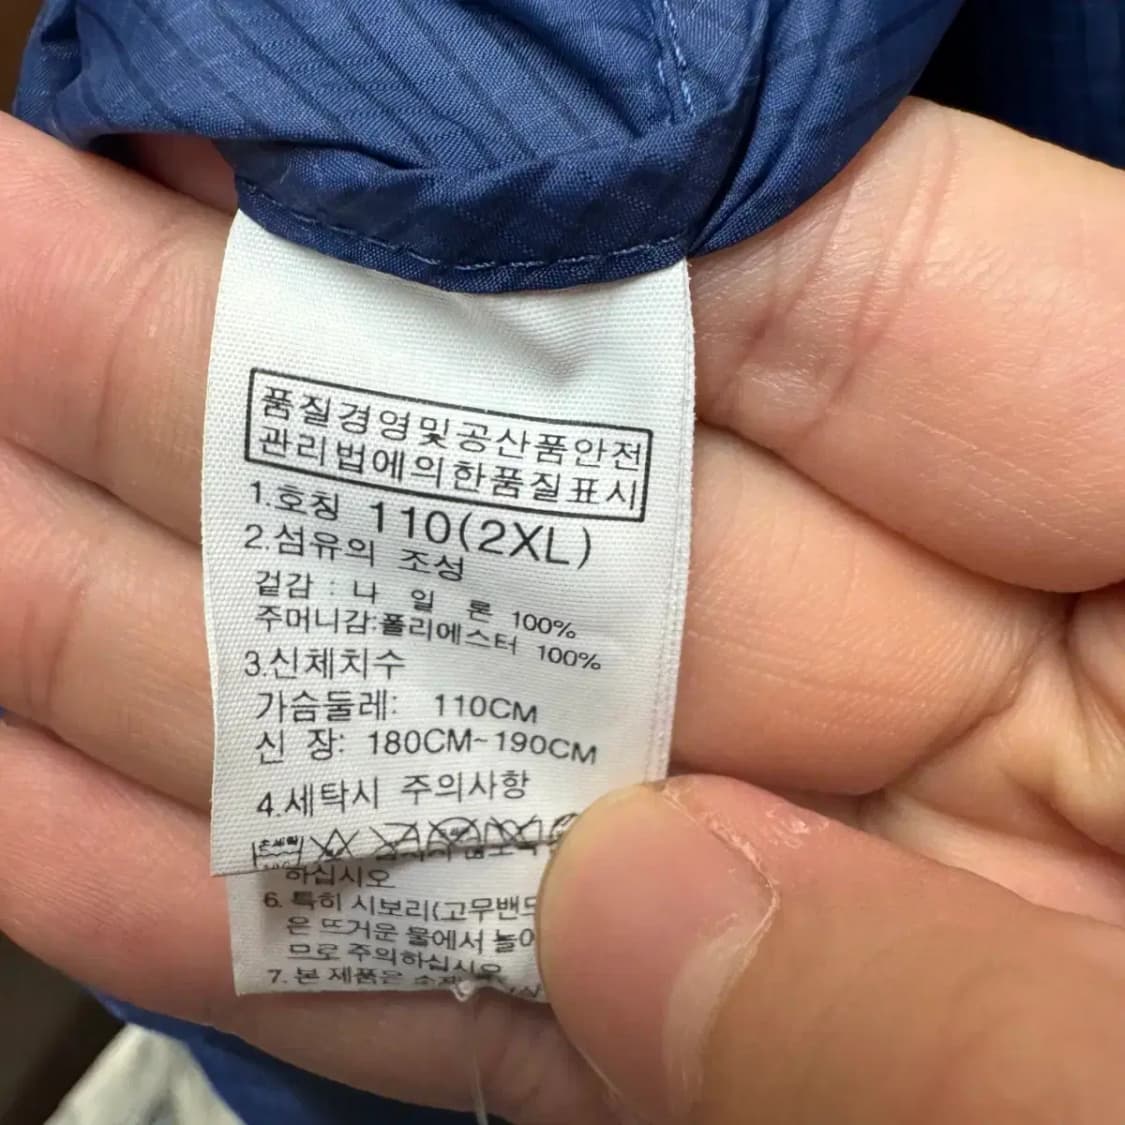 품질경영및공산품안전
관리법에의한품질표시
1.호칭 110(2XL)
2.섬유의 조성
겉감 : 나 일 론 100%
주머니감:폴리에스터 100%
3.신체치수
가슴둘레: 110CM
신 장: 180CM~190CM
4.세탁시 주의사항
손세탁
하십시오
6. 특히 시보리(고무밴드
은 뜨거운 물에서 늘어
므로 주의하십시오
7. 본 제품은